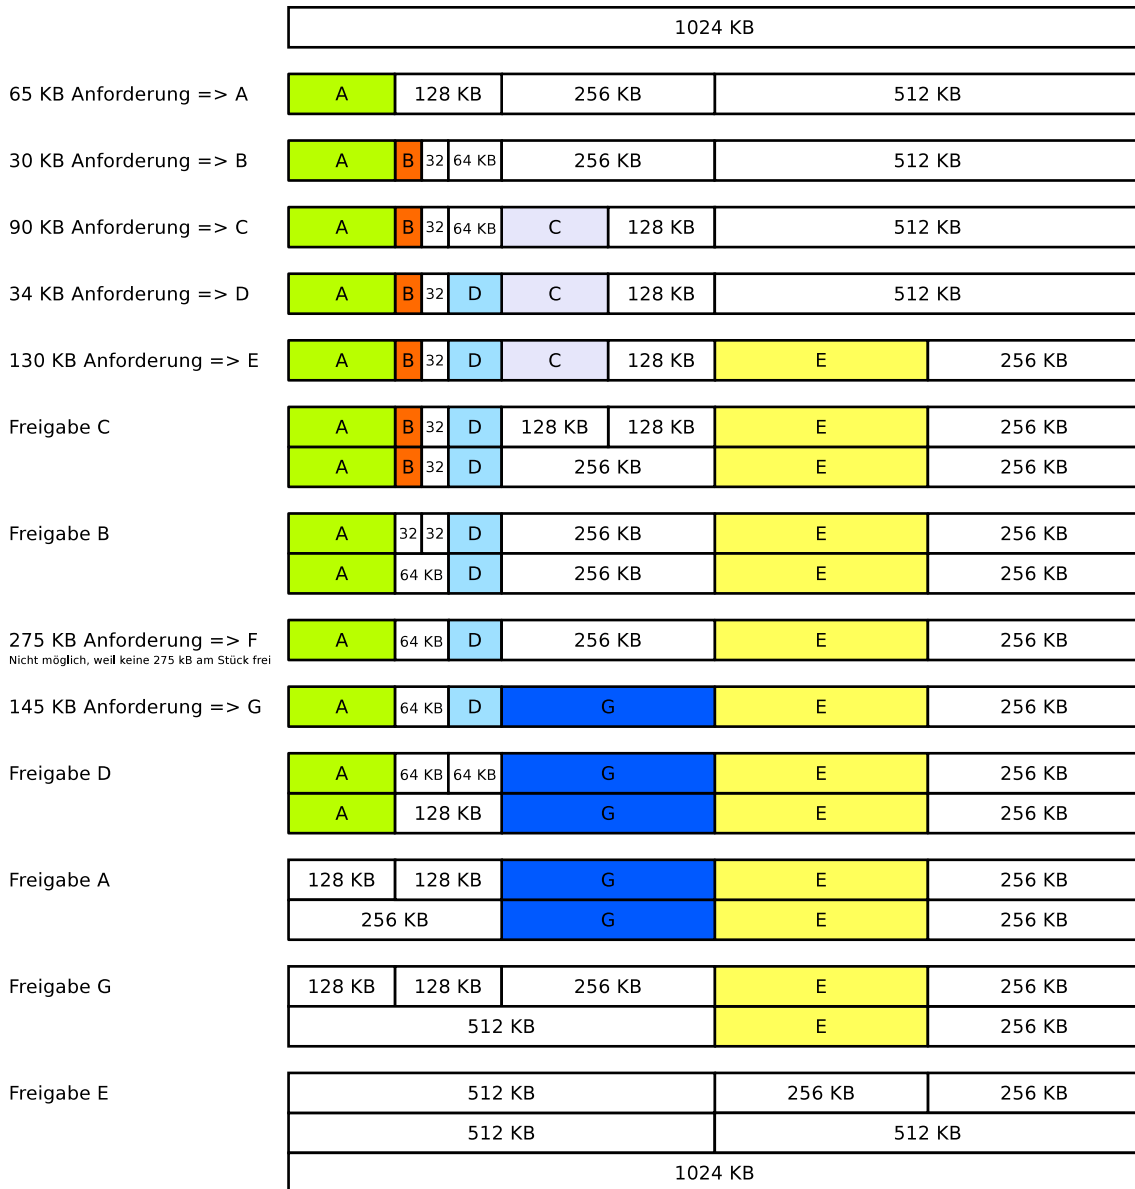 1024 KB
65 KB Anforderung => A A 128 KB 256 KB 512 KB
30 KB Anforderung => B A B 32 64 KB 256 KB 512 KB
90 KB Anforderung => C A B 32 64 KB C 128 KB 512 KB
34 KB Anforderung => D A B 32 D C 128 KB 512 KB
130 KB Anforderung => E A B 32 D C 128 KB E 256 KB
Freigabe C A B 32 D 128 KB 128 KB E 256 KB
A B 32 D 256 KB E 256 KB
Freigabe B A 32 32 D 256 KB E 256 KB
A 64 KB D 256 KB E 256 KB
275 KB Anforderung => F A 64 KB D 256 KB E 256 KB
Nicht möglich, weil keine 275 kB am Stück frei
145 KB Anforderung => G A 64 KB D G E 256 KB
Freigabe D A 64 KB 64 KB G E 256 KB
A 128 KB G E 256 KB
Freigabe A 128 KB 128 KB G E 256 KB
256 KB G E 256 KB
Freigabe G 128 KB 128 KB 256 KB E 256 KB
512 KB E 256 KB
Freigabe E 512 KB 256 KB 256 KB
512 KB 512 KB
1024 KB